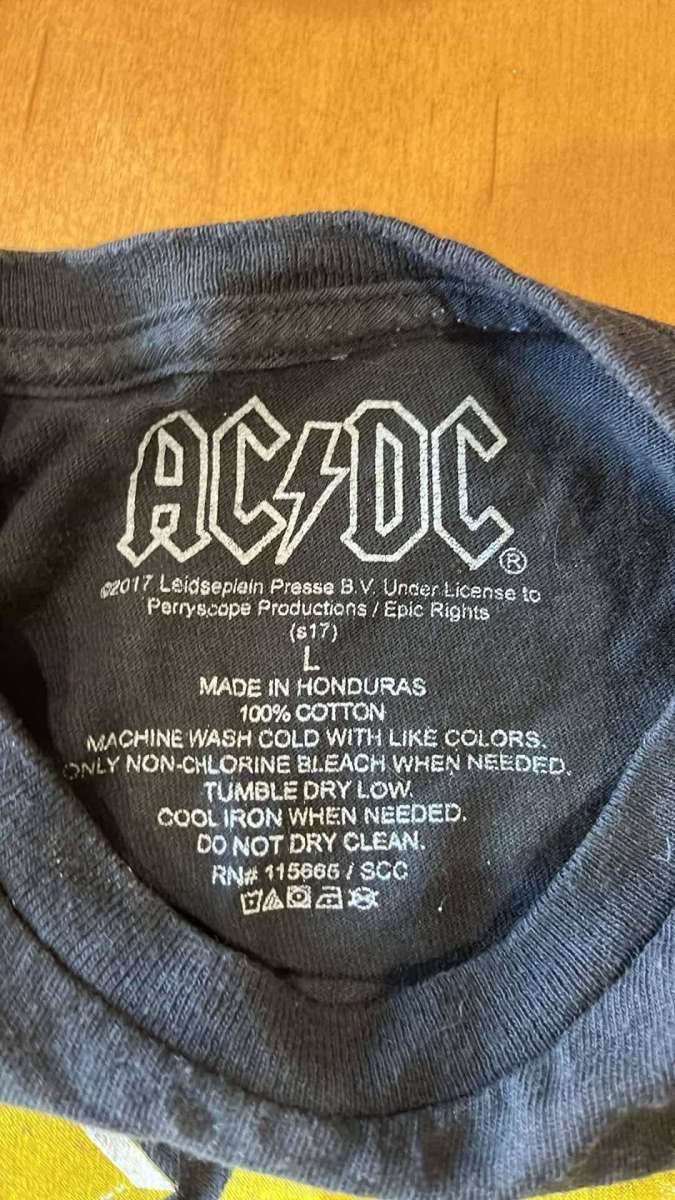 AC/DC®
©2017 Leidseplein Presse B.V. Under License to
Perryscope Productions / Epic Rights
(s17)
L
MADE IN HONDURAS
100% COTTON
MACHINE WASH COLD WITH LIKE COLORS.
ONLY NON-CHLORINE BLEACH WHEN NEEDED.
TUMBLE DRY LOW.
COOL IRON WHEN NEEDED.
DO NOT DRY CLEAN.
RN# 115665 / SCC